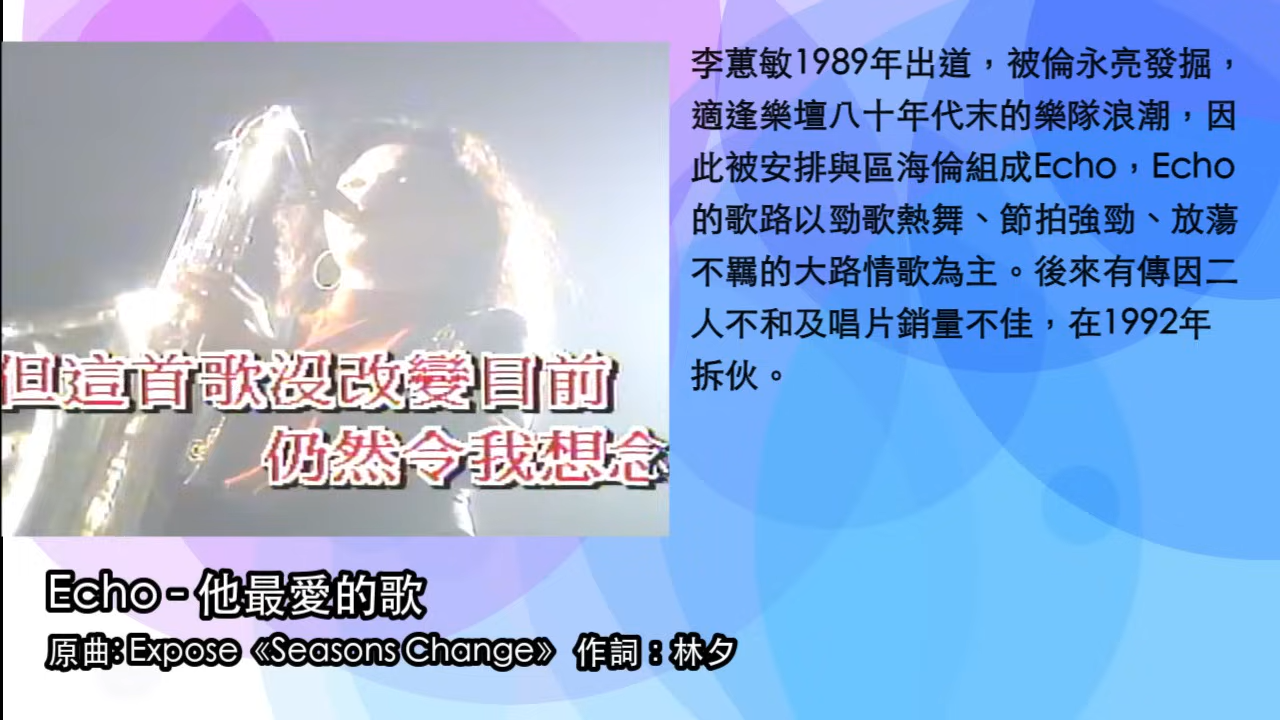 李蕙敏1989年出道，被倫永亮發掘，
適逢樂壇八十年代末的樂隊浪潮，因
此被安排與區海倫組成Echo，Echo
的歌路以勁歌熱舞、節拍強勁、放蕩
不羈的大路情歌為主。後來有傳因二
人不和及唱片銷量不佳，在1992年
拆伙。
但這首歌沒改變目前
仍然令我想念
Echo - 他最愛的歌
原曲: Expose《Seasons Change》 作詞：林夕